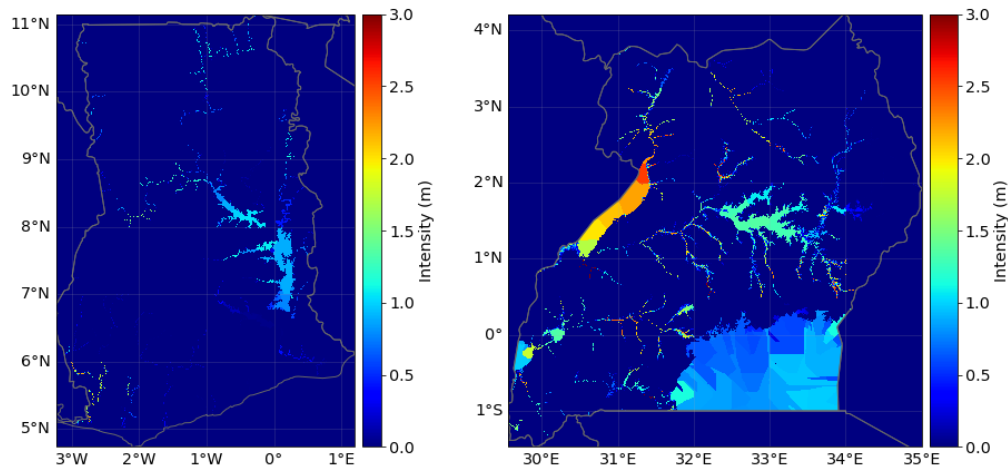 11°N
10°N
9°N
8°N
7°N
6°N
5°N
3°W
2°W
1°W
0°
1°E
3.0
2.5
2.0
1.5
1.0
0.5
0.0
Intensity (m)
4°N
3°N
2°N
1°N
0°
1°S
30°E
31°E
32°E
33°E
34°E
35°E
3.0
2.5
2.0
1.5
1.0
0.5
0.0
Intensity (m)